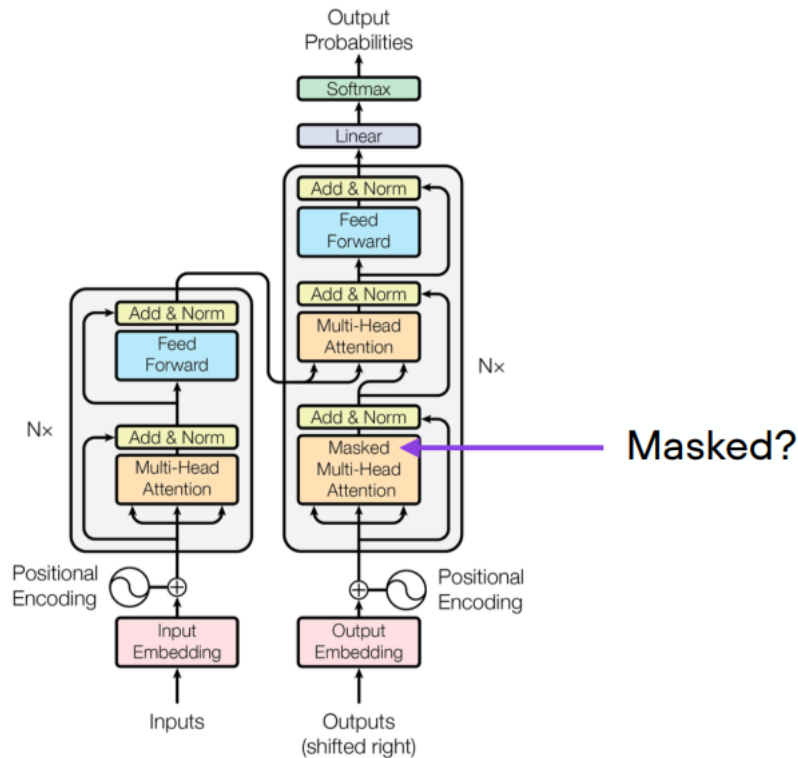 Output
Probabilities
Softmax
Linear
Add & Norm
Feed
Forward
Add & Norm
Multi-Head
Attention
Nx
Add & Norm
Masked
Multi-Head
Attention
Masked?
Positional
Encoding
Output
Embedding
Outputs
(shifted right)
Add & Norm
Feed
Forward
Nx
Add & Norm
Multi-Head
Attention
Positional
Encoding
Input
Embedding
Inputs